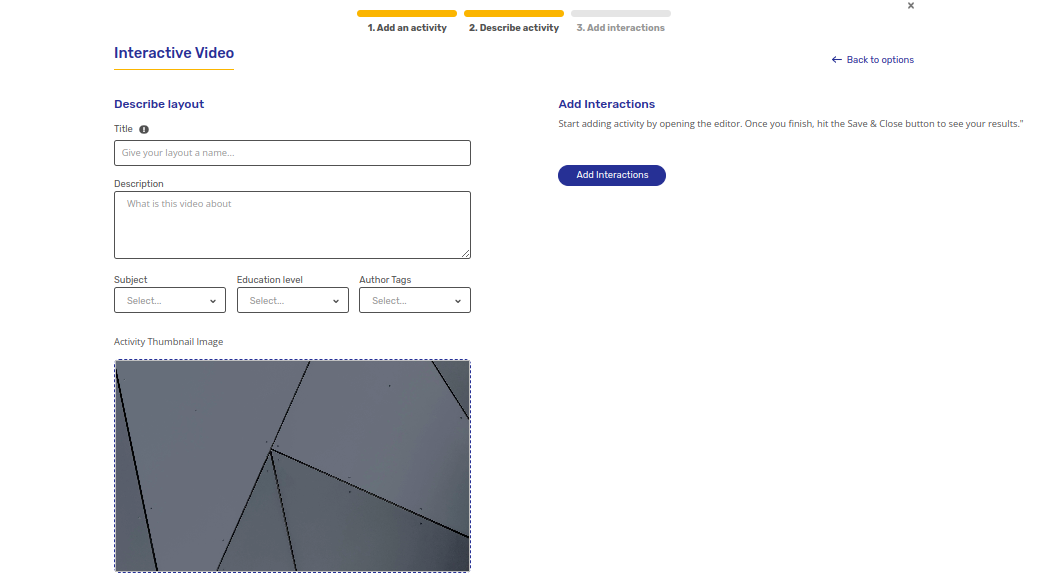 ×
1. Add an activity
2. Describe activity
3. Add interactions
Interactive Video
← Back to options
Describe layout
Title
Give your layout a name...
Description
What is this video about
Subject
Education level
Author Tags
Select...
Select...
Select...
Activity Thumbnail Image
Add Interactions
Start adding activity by opening the editor. Once you finish, hit the Save & Close button to see your results."
Add Interactions